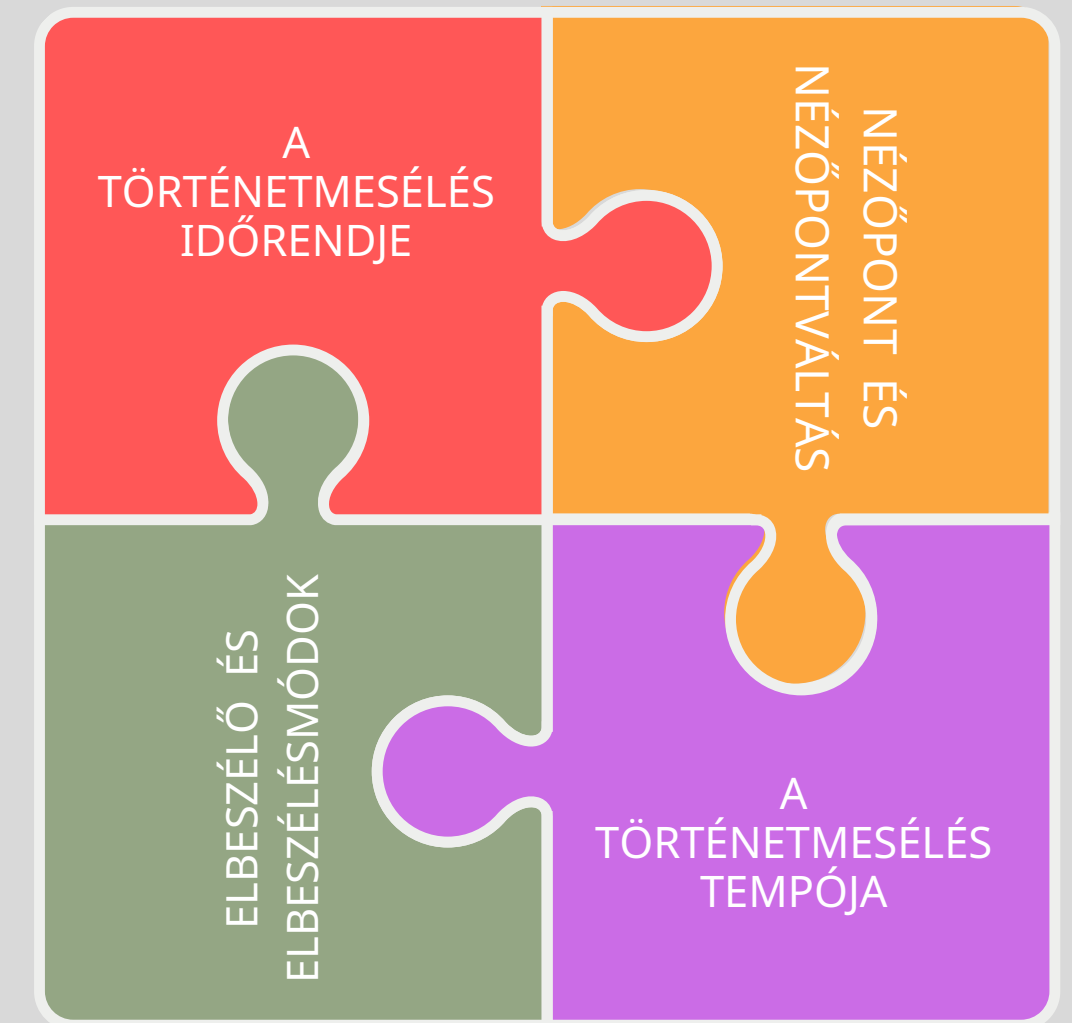 A
TÖRTÉNETMESÉLÉS
IDŐRENDJE
NÉZŐPONT ÉS
NÉZŐPONTVÁLTÁS
ELBESZÉLŐ ÉS
ELBESZÉLÉSMÓDOK
A
TÖRTÉNETMESÉLÉS
TEMPÓJA